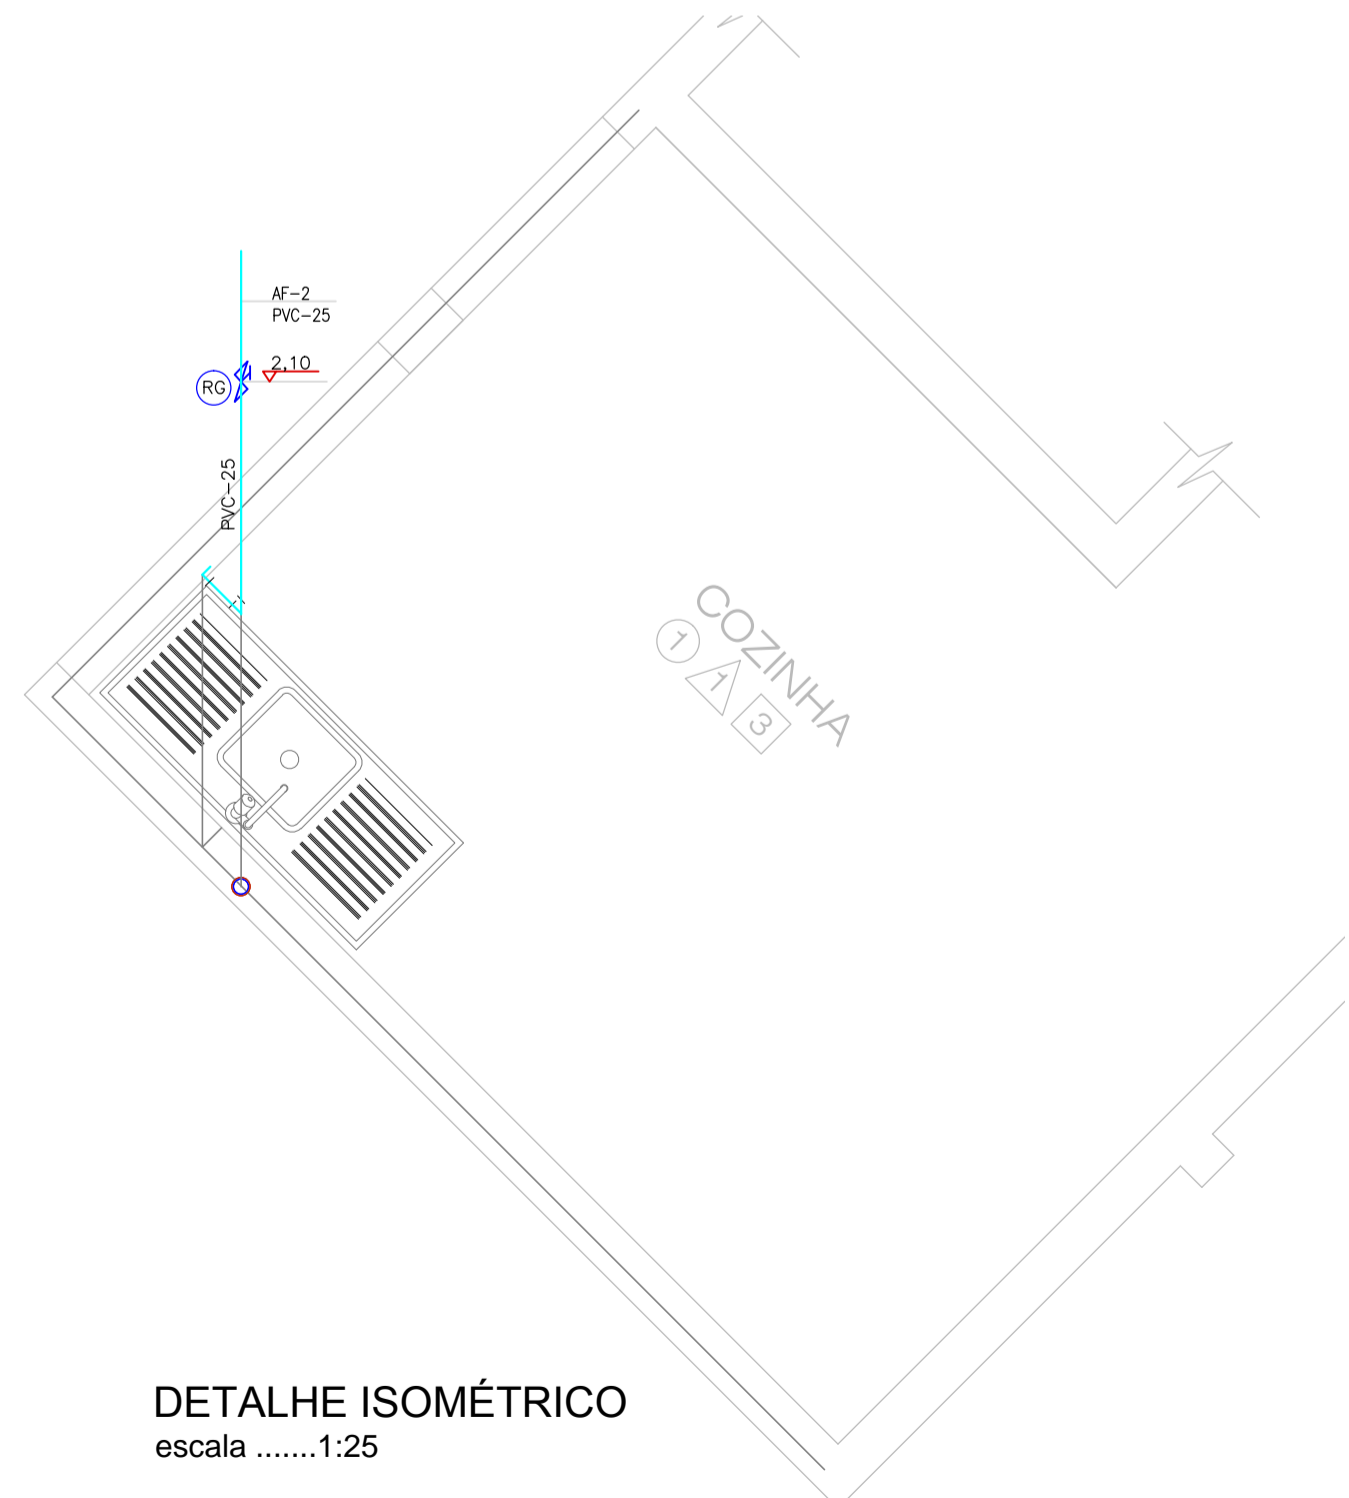 AF-2
PVC-25
2,10
RG
PVC-25
COZINHA
1
1
3
DETALHE ISOMÉTRICO
escala .......1:25